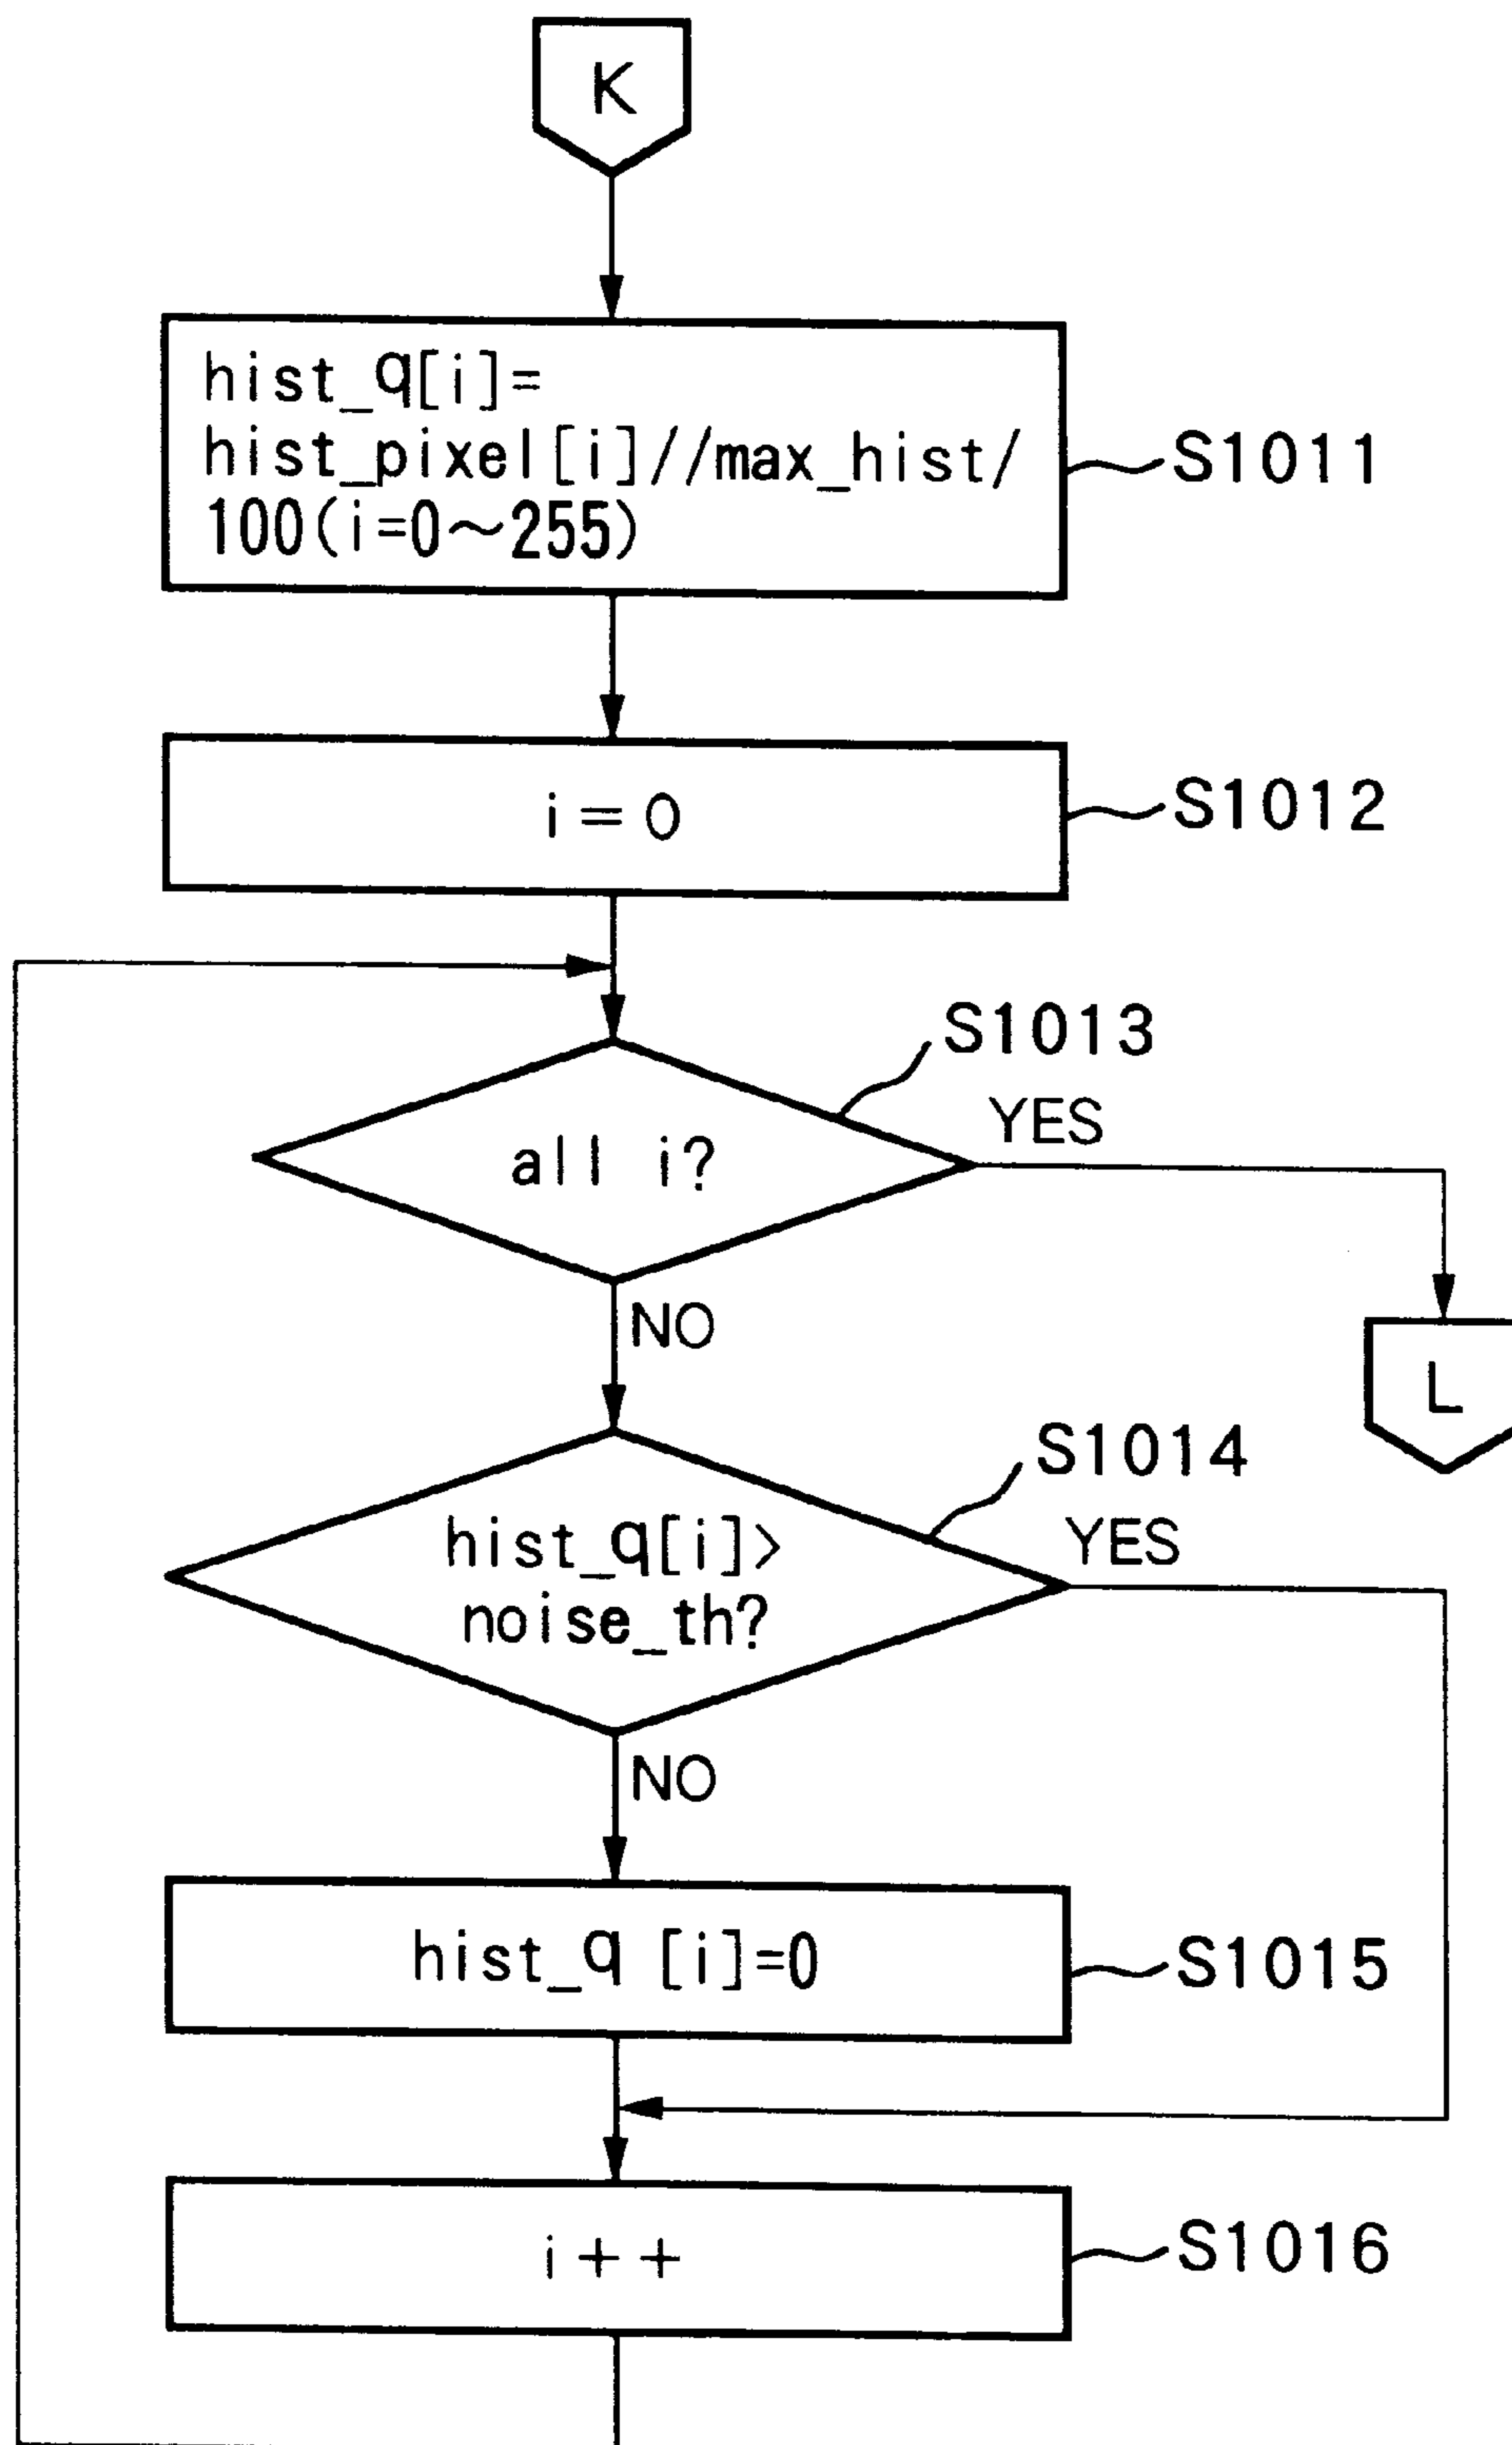 K
hist_q[i]=
hist_pixel[i]//max_hist/
100(i=0~255)
S1011
i=0
S1012
S1013
all i?
YES
NO
L
S1014
hist_q[i]>
noise_th?
YES
NO
hist_q [i]=0
S1015
i++
S1016